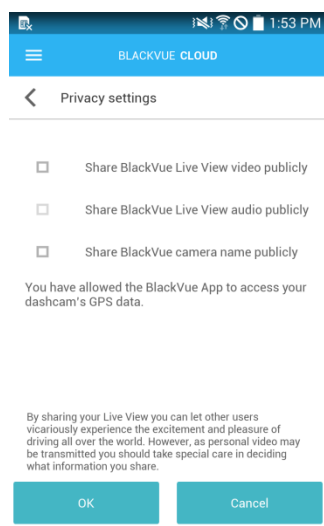 1:53 PM
BLACKVUE CLOUD
Privacy settings
Share BlackVue Live View video publicly
Share BlackVue Live View audio publicly
Share BlackVue camera name publicly
You have allowed the BlackVue App to access your
dashcam's GPS data.
By sharing your Live View you can let other users
vicariously experience the excitement and pleasure of
driving all over the world. However, as personal video may
be transmitted you should take special care in deciding
what information you share.
OK
Cancel